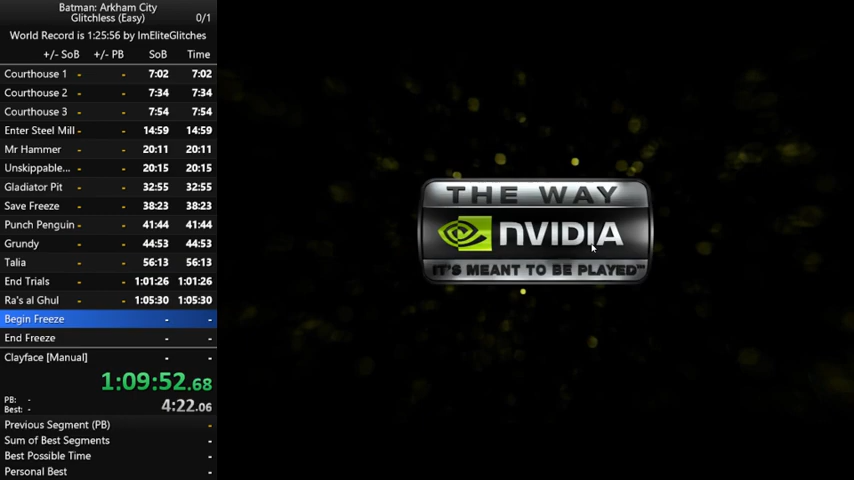 Batman: Arkham City
Glitchless (Easy) 0/1
World Record is 1:25:56 by ImEliteGlitches
+/- SoB +/- PB SoB Time
Courthouse 1 - - 7:02 7:02
Courthouse 2 - - 7:34 7:34
Courthouse 3 - - 7:54 7:54
Enter Steel Mill - - 14:59 14:59
Mr Hammer - - 20:11 20:11
Unskippable... - - 20:15 20:15
Gladiator Pit - - 32:55 32:55
Save Freeze - - 38:23 38:23
Punch Penguin - - 41:44 41:44
Grundy - - 44:53 44:53
Talia - - 56:13 56:13
End Trials - - 1:01:26 1:01:26
Ra's al Ghul - - 1:05:30 1:05:30
Begin Freeze - -
End Freeze - -
Clayface [Manual] - -
1:09:52.68
PB: -
Best: - 4:22.06
Previous Segment (PB) -
Sum of Best Segments -
Best Possible Time -
Personal Best -
THE WAY
NVIDIA
IT'S MEANT TO BE PLAYED™